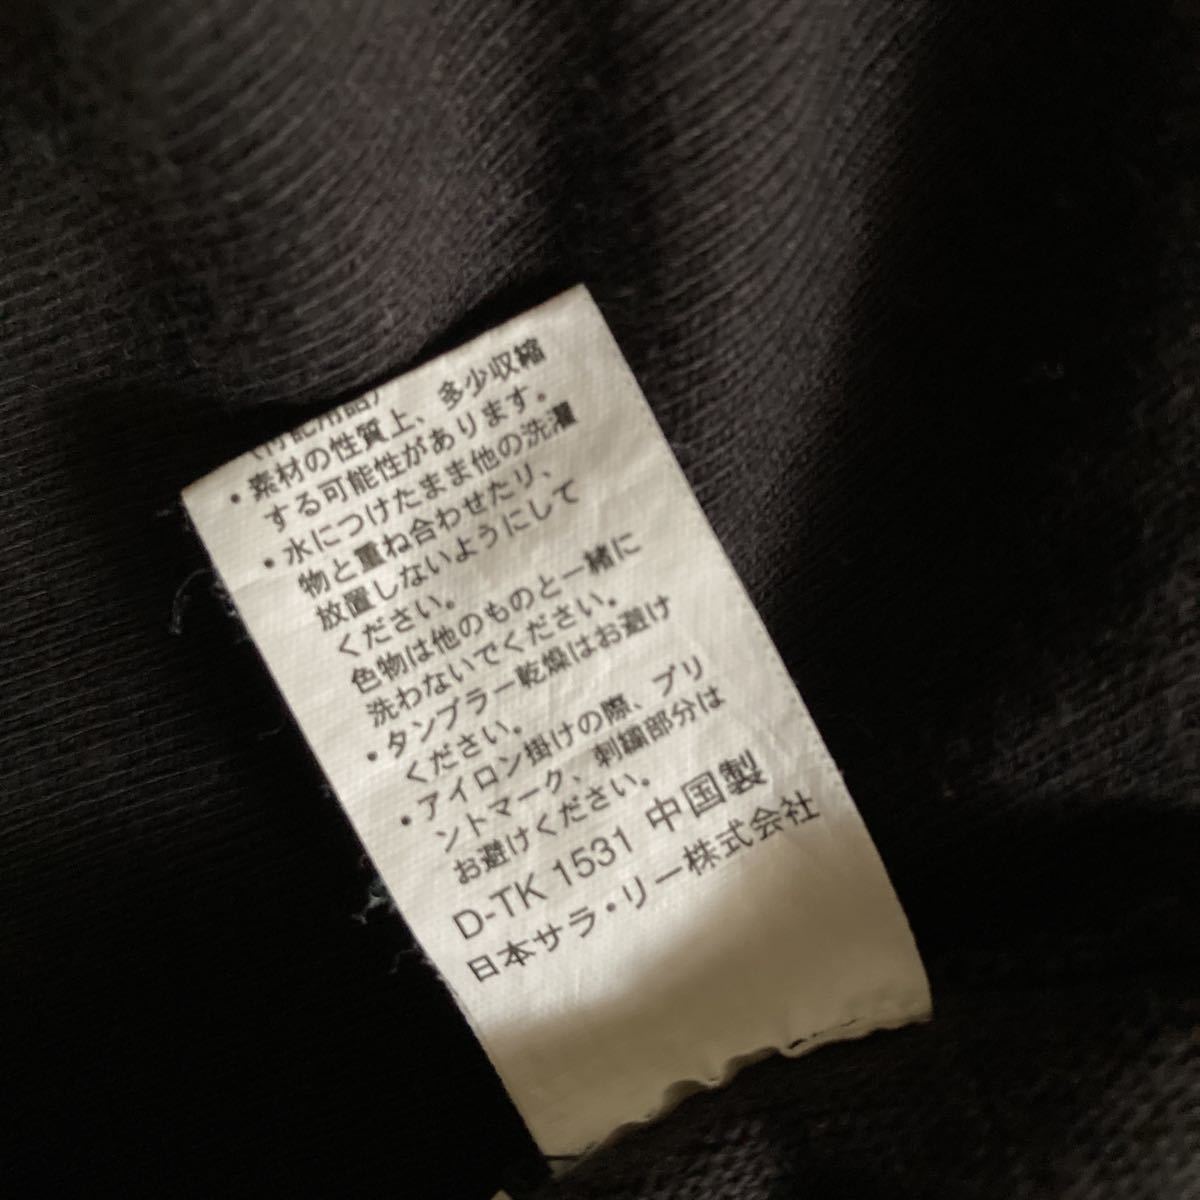 (付記用語)
・素材の性質上、多少収縮
する可能性があります。
・水につけたまま他の洗濯
物と重ね合わせたり、
放置しないようにして
ください。
色物は他のものと一緒に
洗わないでください。
・タンブラー乾燥はお避け
ください。
・アイロン掛けの際、プリ
ントマーク、刺繍部分は
お避けください。
D-TK 1531 中国製
日本サラ・リー株式会社